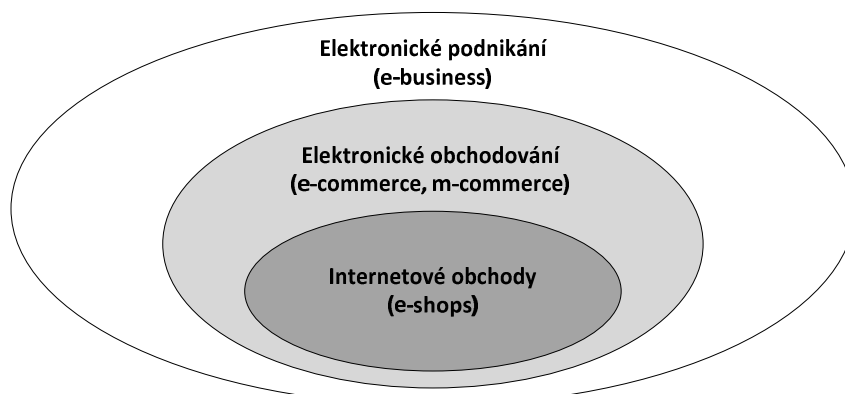 Elektronické podnikání
(e-business)
Elektronické obchodování
(e-commerce, m-commerce)
Internetové obchody
(e-shops)